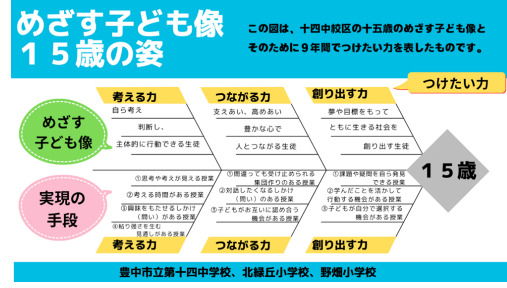 めざす子ども像
１５歳の姿
この図は、十四中校区の十五歳のめざす子ども像と
そのために９年間でつけたい力を表したものです。
つけたい力
考える力
つながる力
創り出す力
めざす
子ども像
自ら考え
判断し、
主体的に行動できる生徒
支えあい、高めあい
豊かな心で
人とつながる生徒
夢や目標をもって
ともに生きる社会を
創り出す生徒
１５歳
実現の
手段
①思考や考えが見える授業
②考える時間がある授業
③興味をもたせるしかけ
（問い）がある授業
④粘り強さを生む
見通しがある授業
①間違っても受け止められる
集団作りのある授業
②対話したくなるしかけ
（問い）のある授業
③子どもがお互いに認め合う
機会がある授業
①課題や疑問を自ら発見
できる授業
②学んだことを活かして
行動する機会がある授業
③子どもが自分で選択する
機会がある授業
考える力
つながる力
創り出す力
豊中市立第十四中学校、北緑丘小学校、野畑小学校